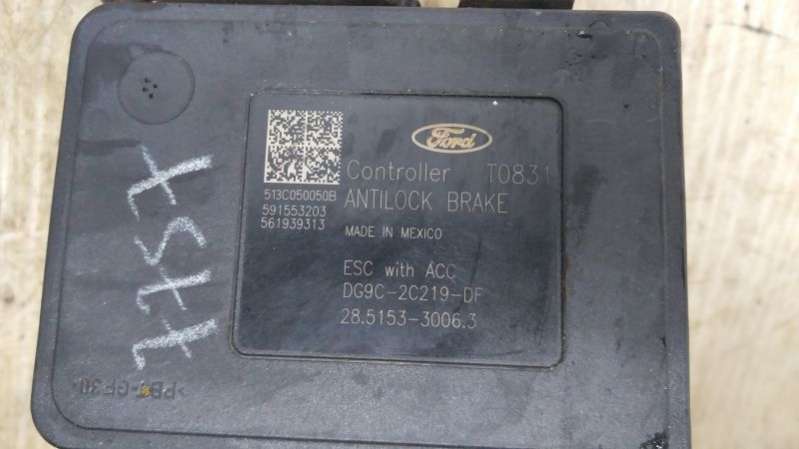 Ford
Controller T0831
ANTILOCK BRAKE
MADE IN MEXICO
ESC with ACC
DG9C-2C219-DF
28.5153-3006.3
513C050050B
591553203
561939313